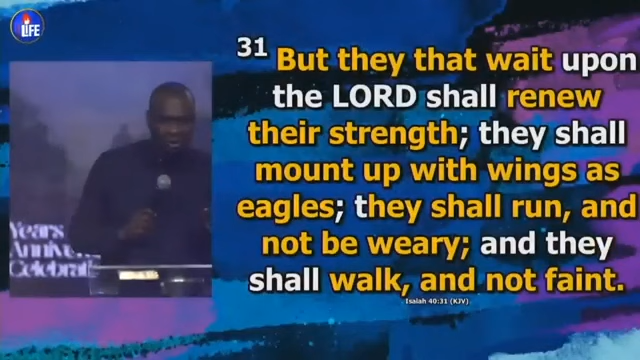 LIFE
31 But they that wait upon
the LORD shall renew
their strength; they shall
mount up with wings as
eagles; they shall run, and
not be weary; and they
shall walk, and not faint.
Isaiah 40:31 (KJV)
Years